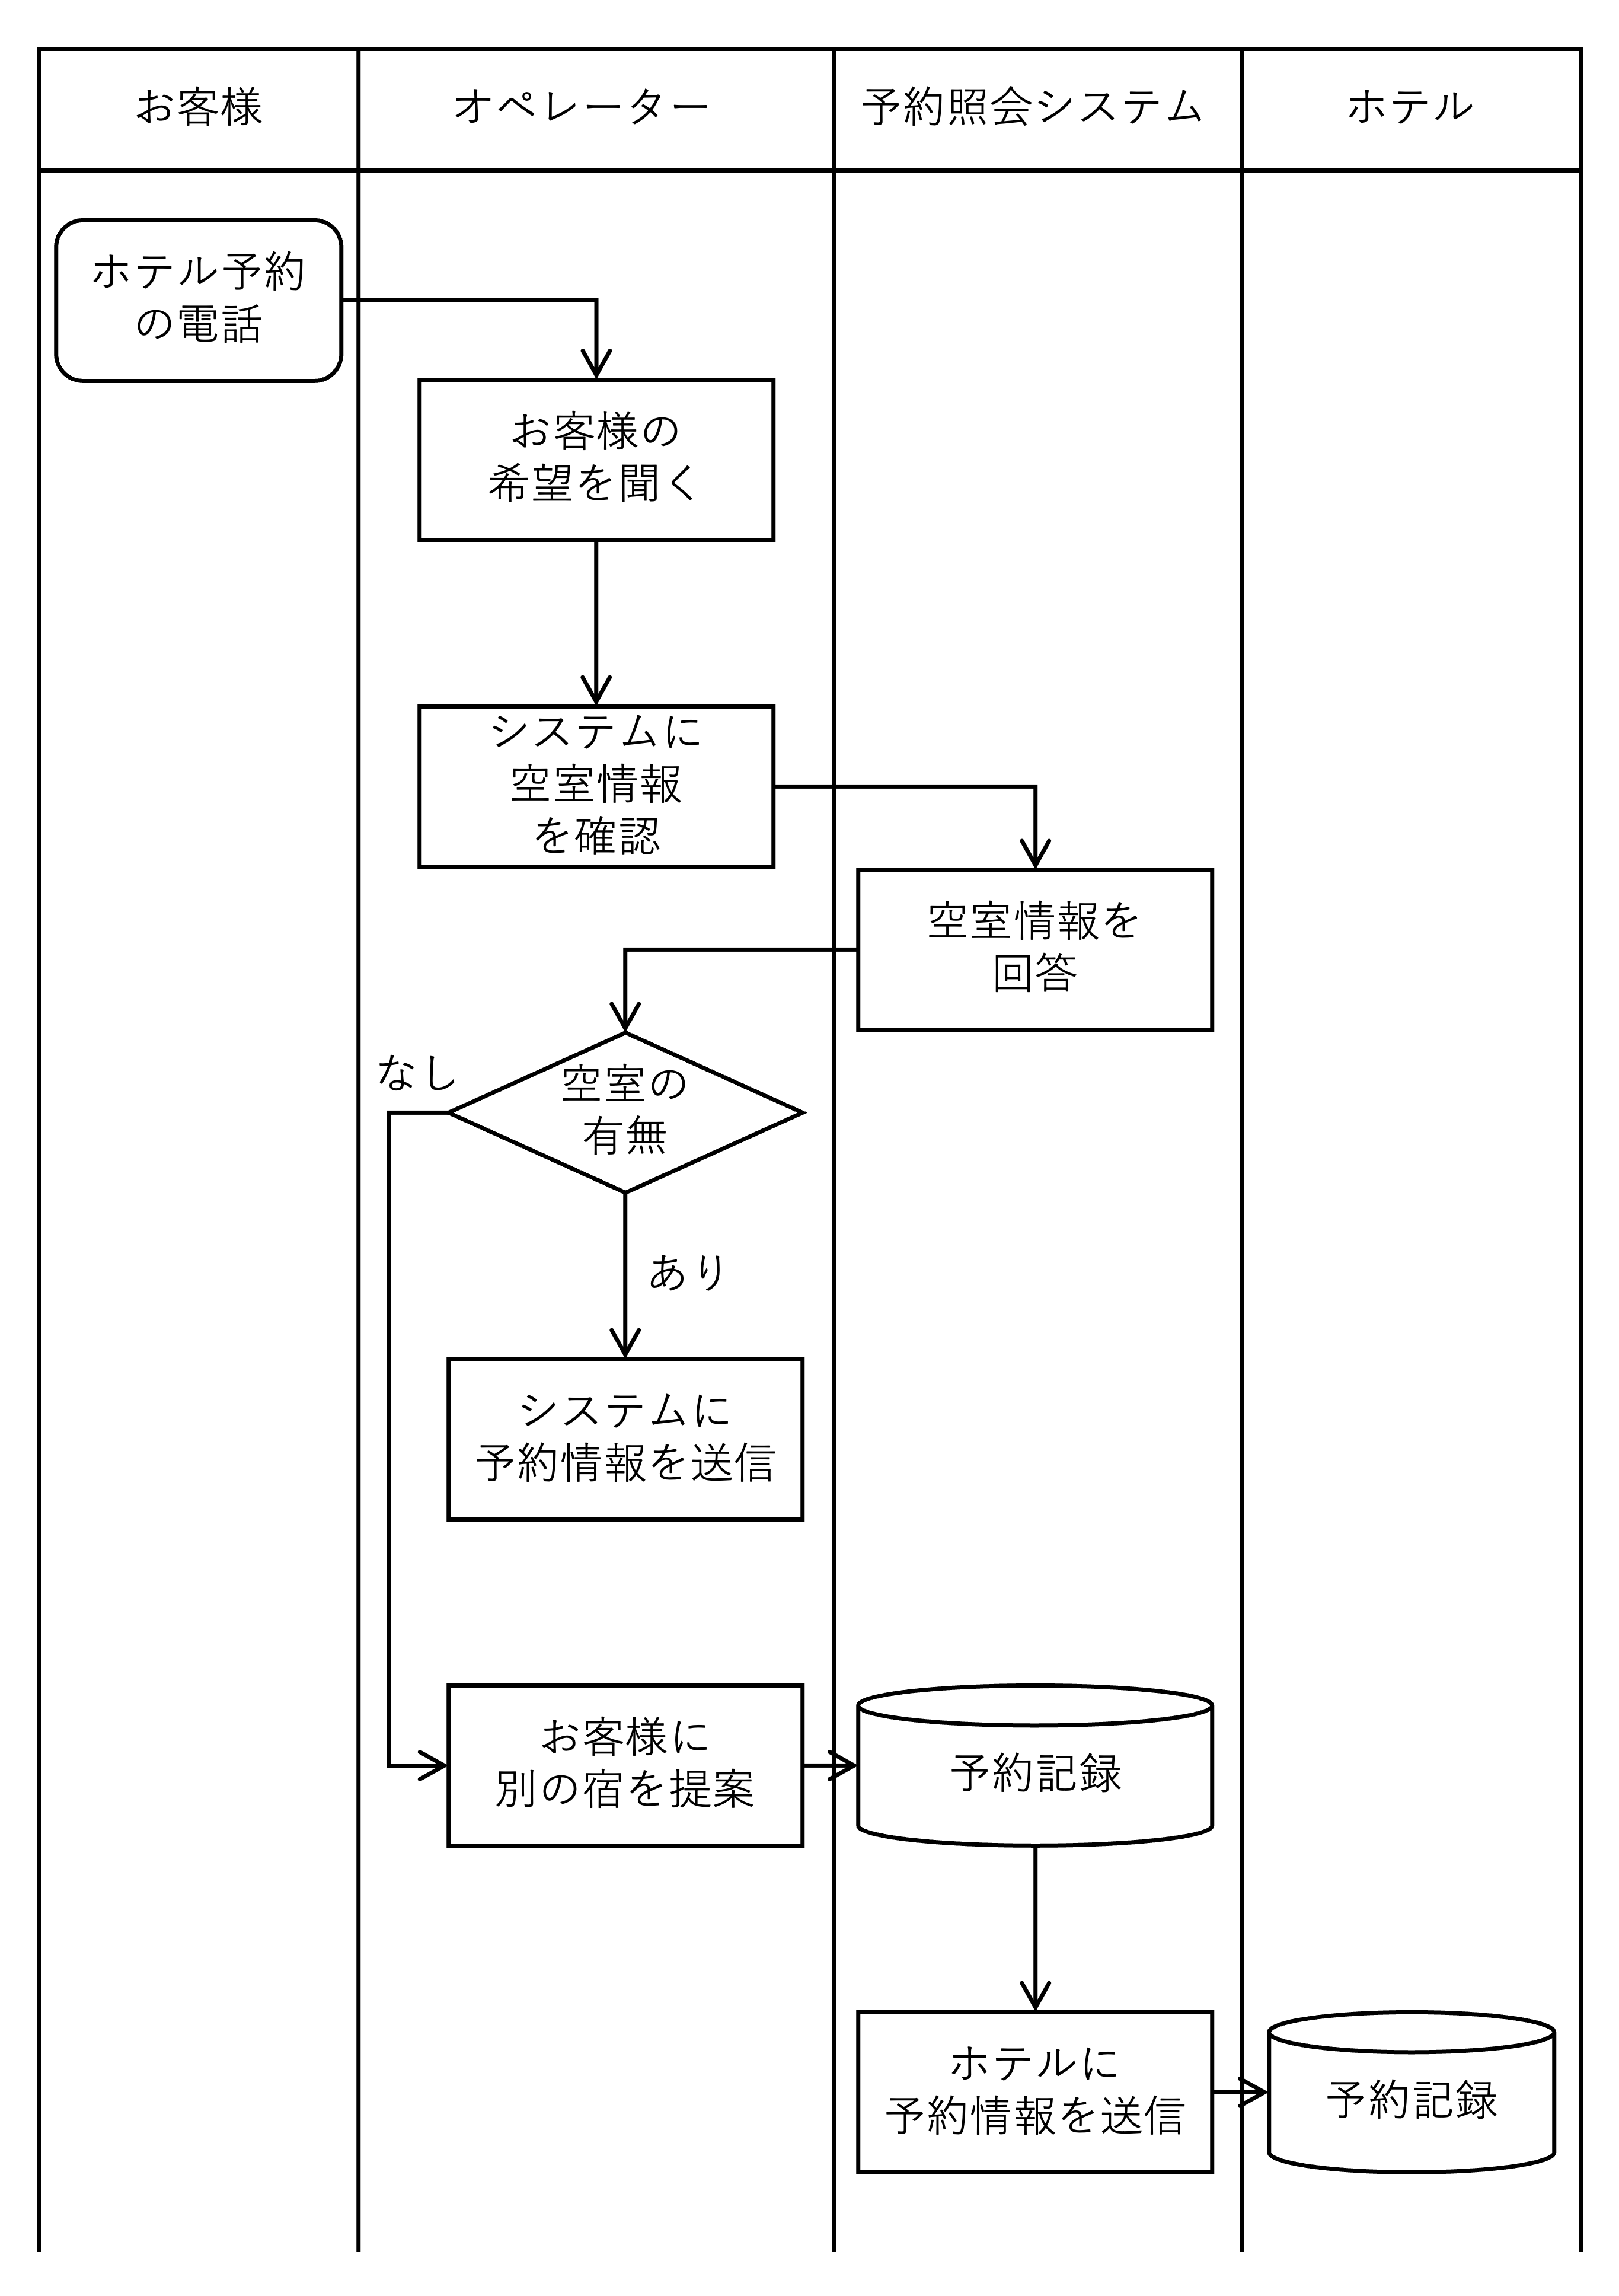 お客様
オペレーター
予約照会システム
ホテル
ホテル予約
の電話
お客様の
希望を聞く
システムに
空室情報
を確認
空室情報を
回答
なし
空室の
有無
あり
システムに
予約情報を送信
お客様に
別の宿を提案
予約記録
ホテルに
予約情報を送信
予約記録